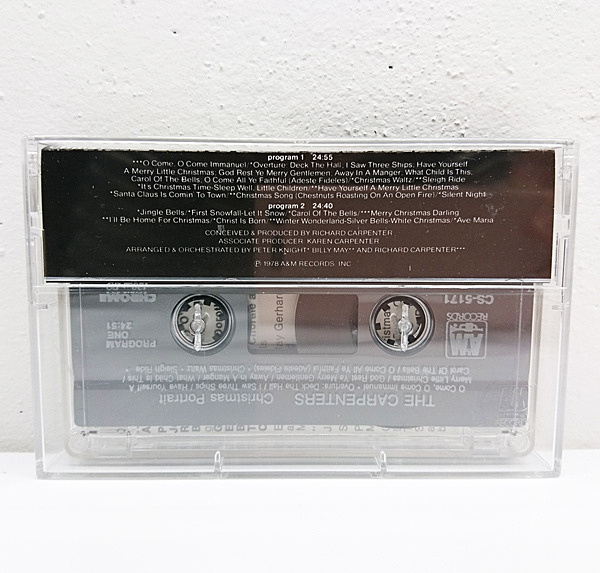 program 1 24:55
***O Come, O Come Immanuel/*Overture: Deck The Hall, I Saw Three Ships, Have Yourself
A Merry Little Christmas, God Rest Ye Merry Gentlemen, Away In A Manger, What Child Is This,
Carol Of The Bells, O Come All Ye Faithful (Adeste Fideles)/*Christmas Waltz/**Sleigh Ride
*It's Christmas Time-Sleep Well, Little Children/**Have Yourself A Merry Little Christmas
*Santa Claus Is Comin To Town/**Christmas Song (Chestnuts Roasting On An Open Fire)/*Silent Night
program 2 24:40
*Jingle Bells/*First Snowfall-Let It Snow/*Carol Of The Bells/***Merry Christmas Darling
**I'll Be Home For Christmas/*Christ Is Born/**Winter Wonderland-Silver Bells-White Christmas/*Ave Maria
CONCEIVED & PRODUCED BY RICHARD CARPENTER
ASSOCIATE PRODUCER: KAREN CARPENTER
ARRANGED & ORCHESTRATED BY PETER KNIGHT* BILLY MAY** AND RICHARD CARPENTER***
℗ 1978 A&M RECORDS, INC.
THE CARPENTERS
Christmas Portrait
O Come, O Come Immanuel / Overture: Deck The Hall / I Saw Three Ships / Have Yourself A
Merry Little Christmas / God Rest Ye Merry Gentlemen / Away In A Manger / What Child Is This /
Carol Of The Bells / O Come All Ye Faithful (Adeste Fideles) / Christmas Waltz / Sleigh Ride
A&M
RECORDS
CS-5171
PROGRAM
ONE
24:51
CHROME